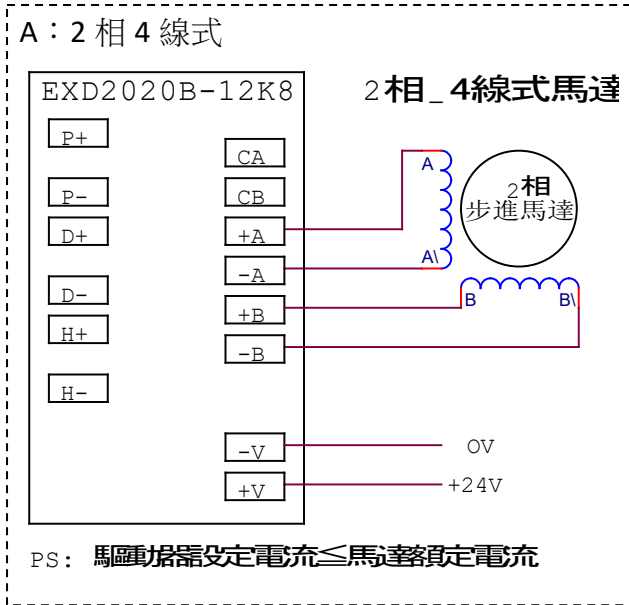 A：2 相 4 線式
EXD2020B-12K8
2相_4線式馬達
P+
CA
A
P-
CB
2相
步進馬達
D+
+A
-A
A\
D-
+B
B
B\
H+
-B
H-
-V
0V
+V
+24V
PS: 驅動器設定電流≦馬達額定電流